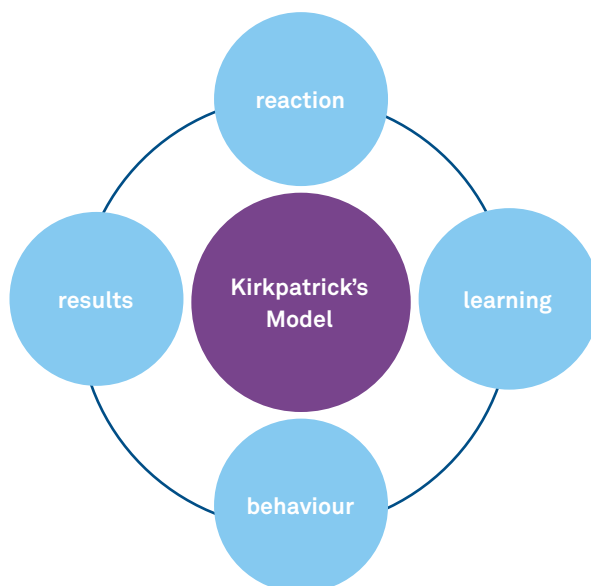 reaction
Kirkpatrick’s
Model
results
learning
behaviour